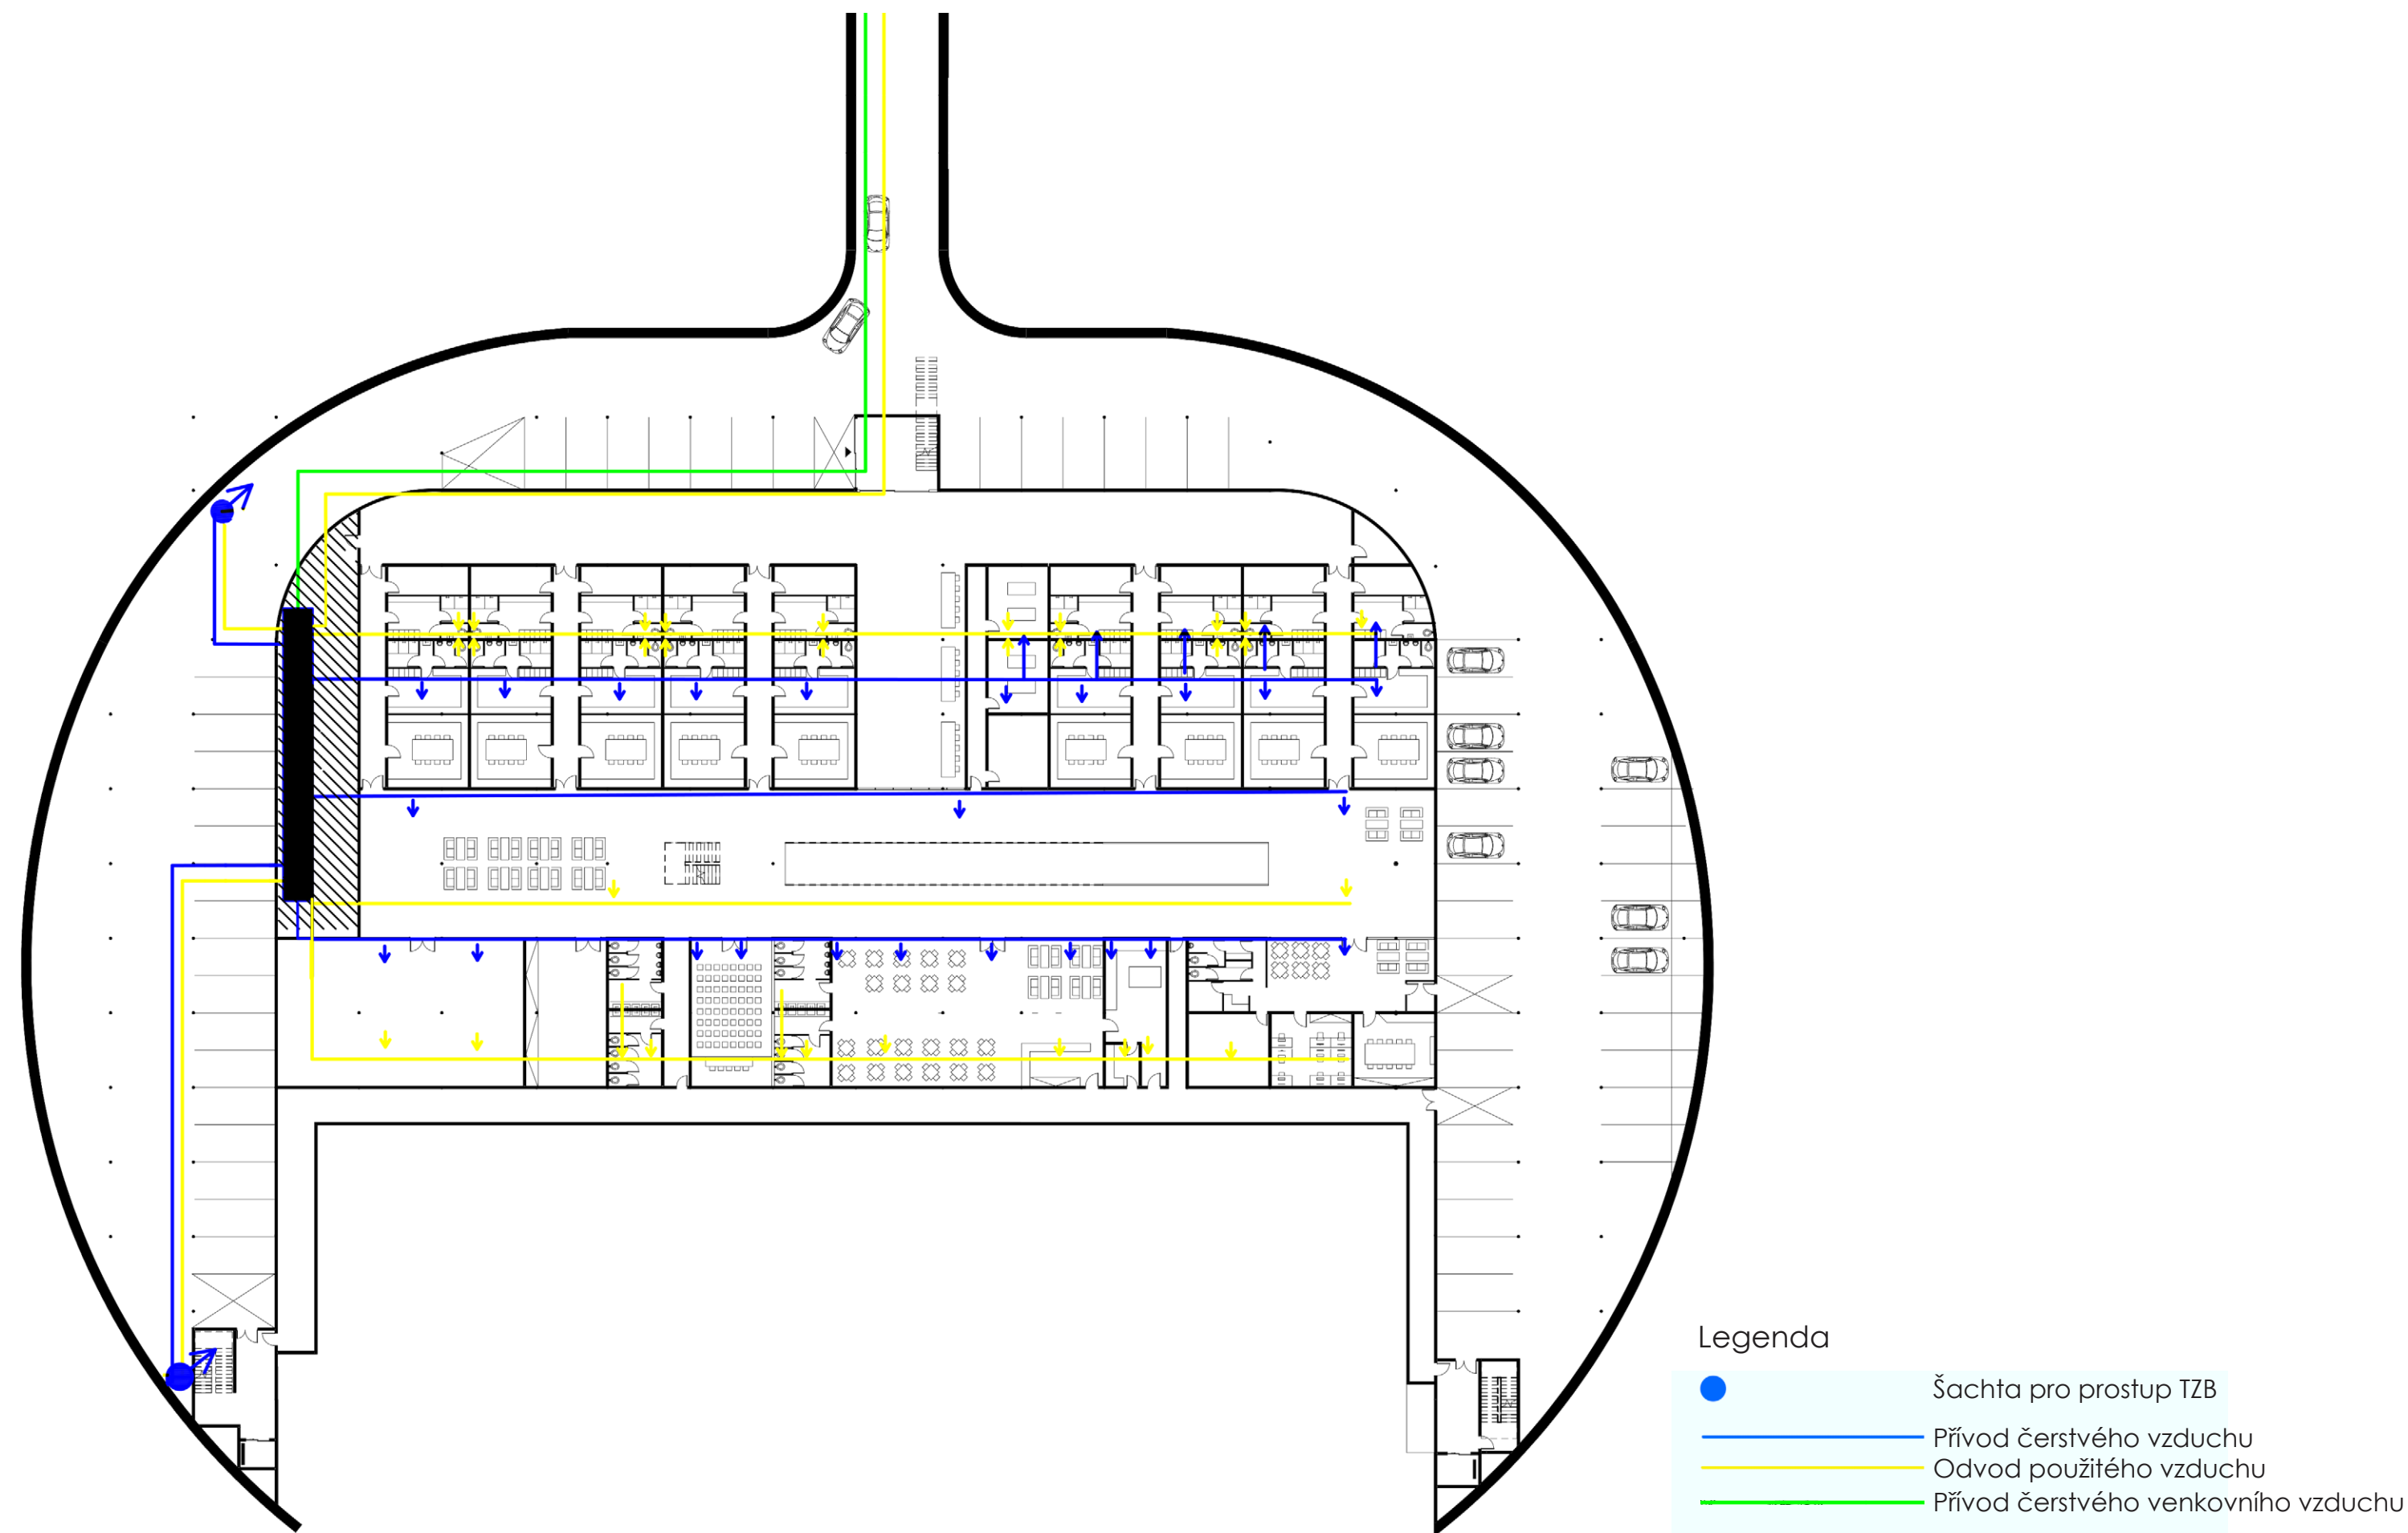 Legenda
Šachta pro prostup TZB
Přívod čerstvého vzduchu
Odvod použitého vzduchu
Přívod čerstvého venkovního vzduchu